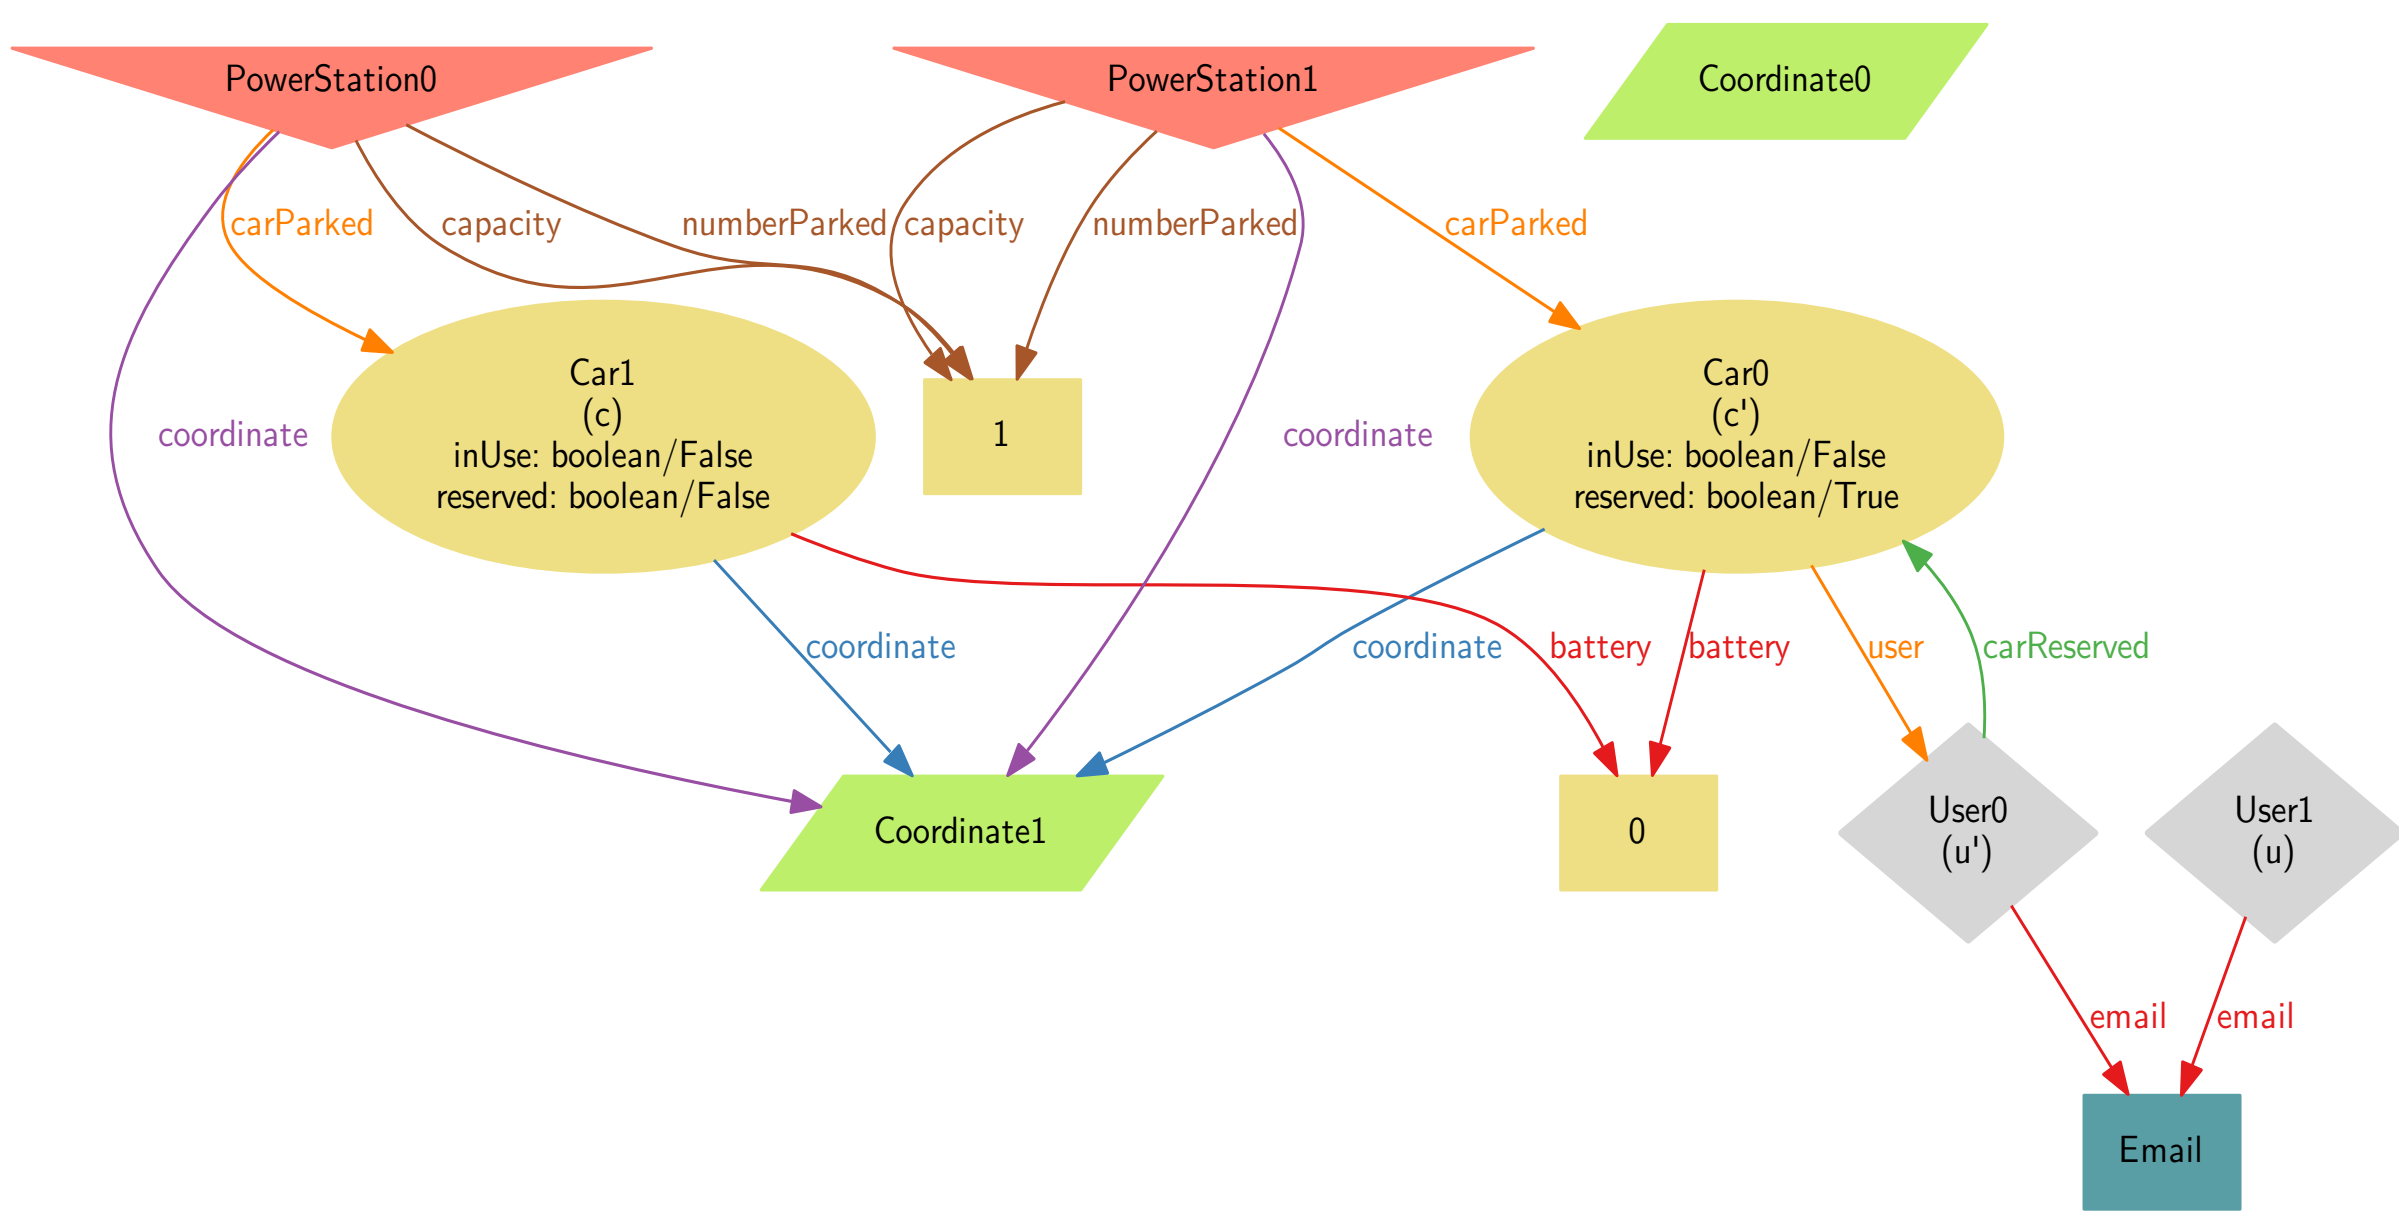 PowerStation0
PowerStation1
Coordinate0
carParked
capacity
numberParked
capacity
numberParked
carParked
Car1
(c)
inUse: boolean/False
reserved: boolean/False
1
Car0
(c')
inUse: boolean/False
reserved: boolean/True
coordinate
coordinate
coordinate
coordinate
battery
battery
user
carReserved
Coordinate1
0
User0
(u')
User1
(u)
email
email
Email